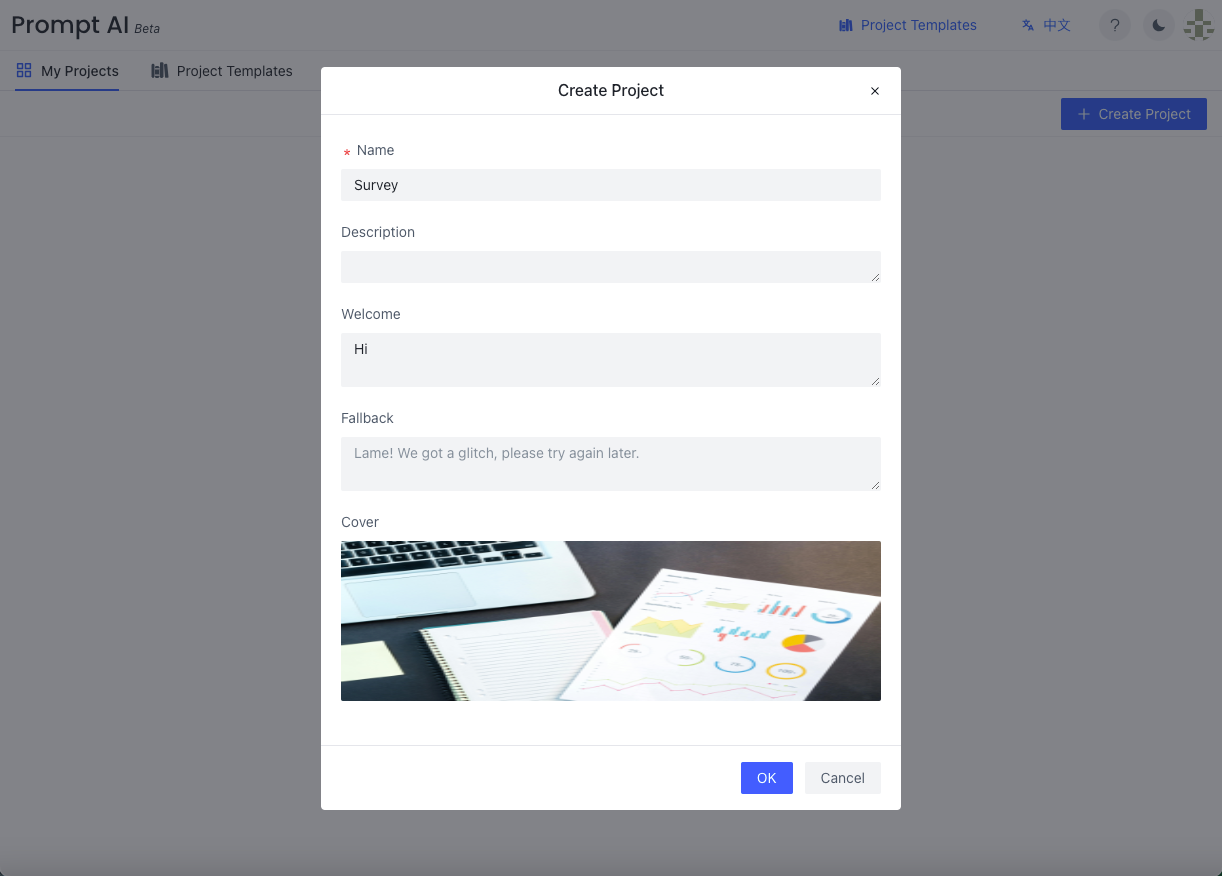 Prompt AI Beta
Project Templates
中文
?
My Projects
Project Templates
Create Project
Create Project
* Name
Survey
Description
Welcome
Hi
Fallback
Lame! We got a glitch, please try again later.
Cover
OK
Cancel